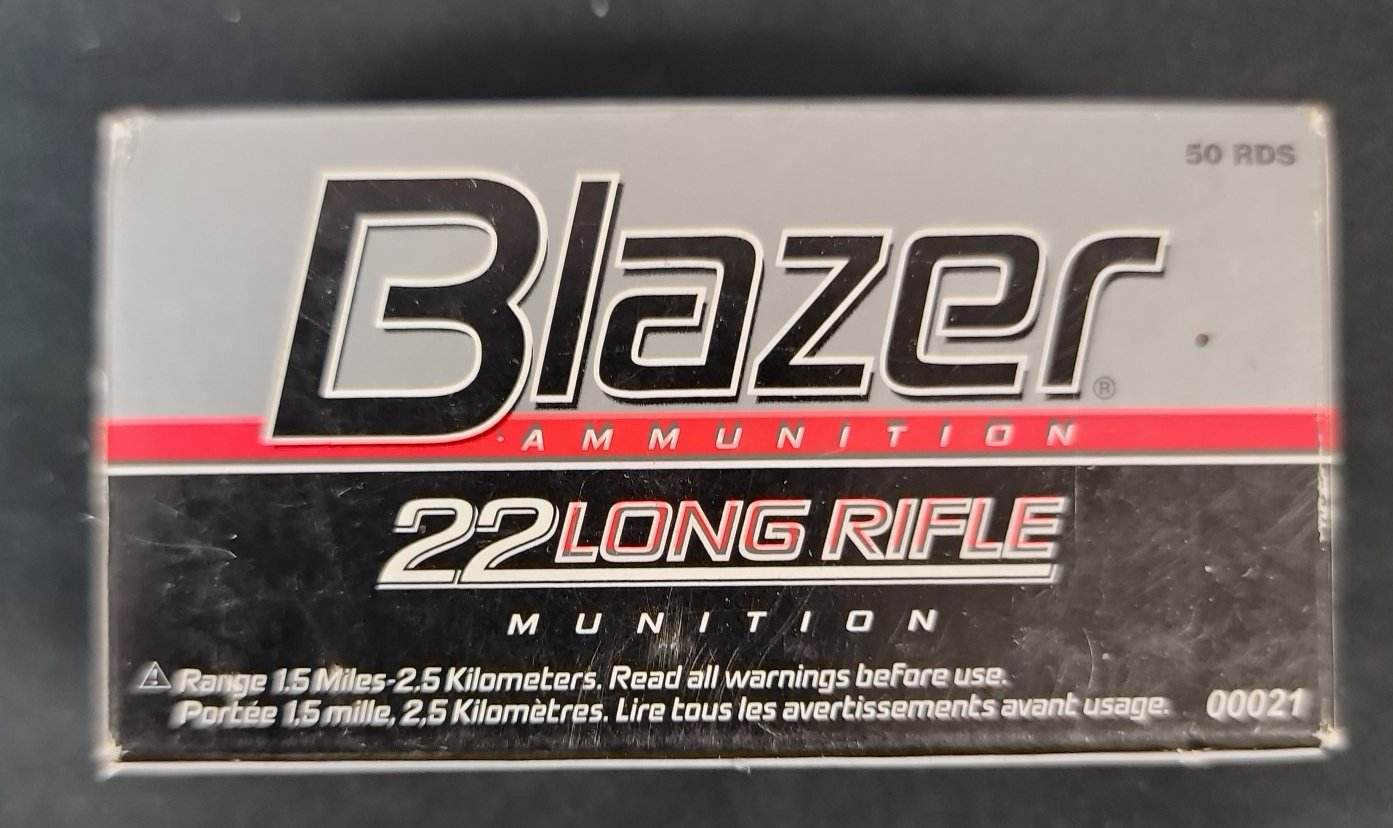 50 RDS
Blazer®
AMMUNITION
22 LONG RIFLE
MUNITION
⚠ Range 1.5 Miles-2.5 Kilometers. Read all warnings before use.
Portée 1,5 mille, 2,5 Kilomètres. Lire tous les avertissements avant usage.
00021